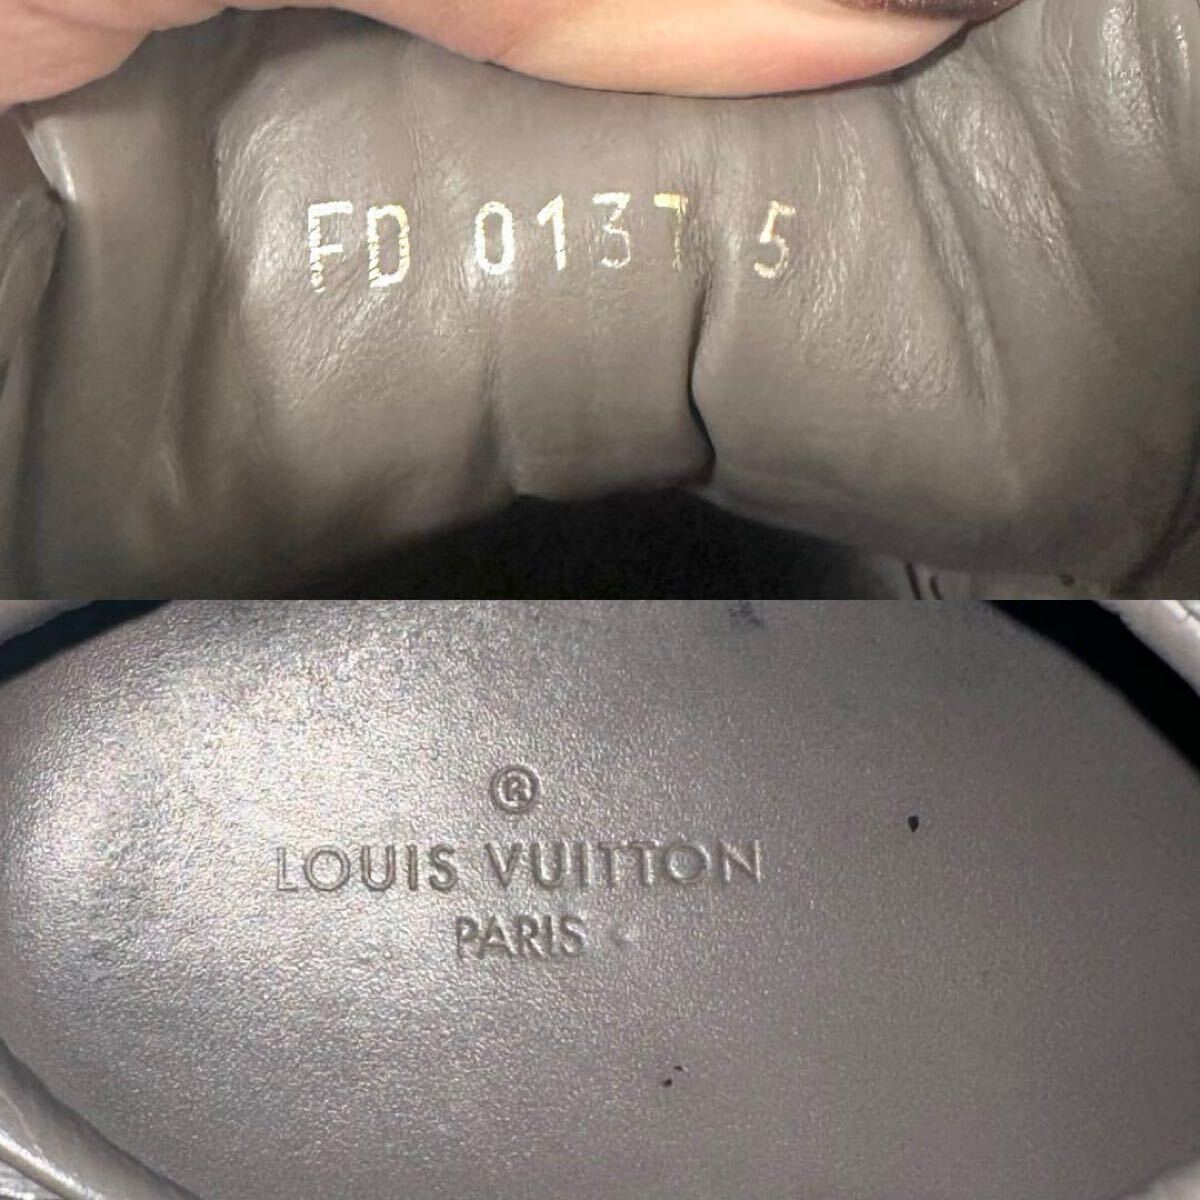 FD 0137 5
®
LOUIS VUITTON
PARIS